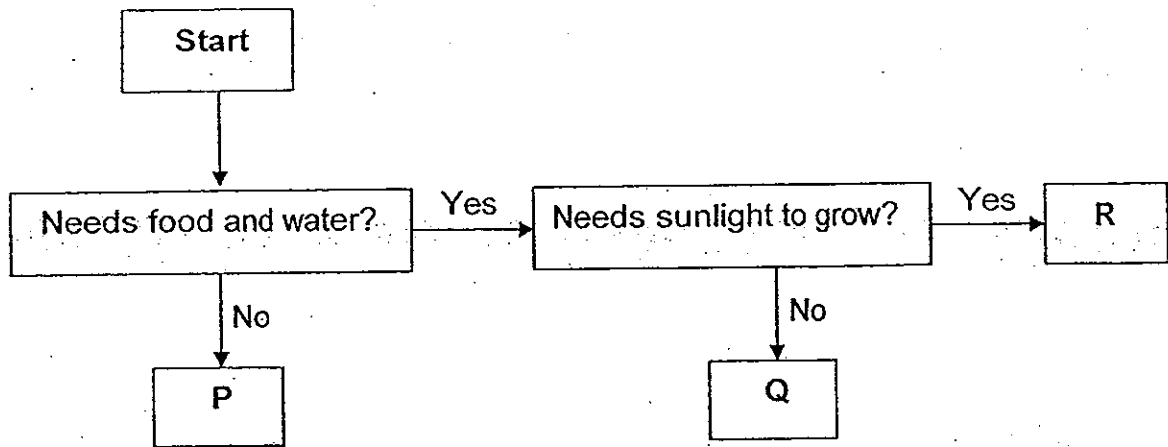 Start
Needs food and water?
Yes
Needs sunlight to grow?
Yes
R
No
No
P
Q